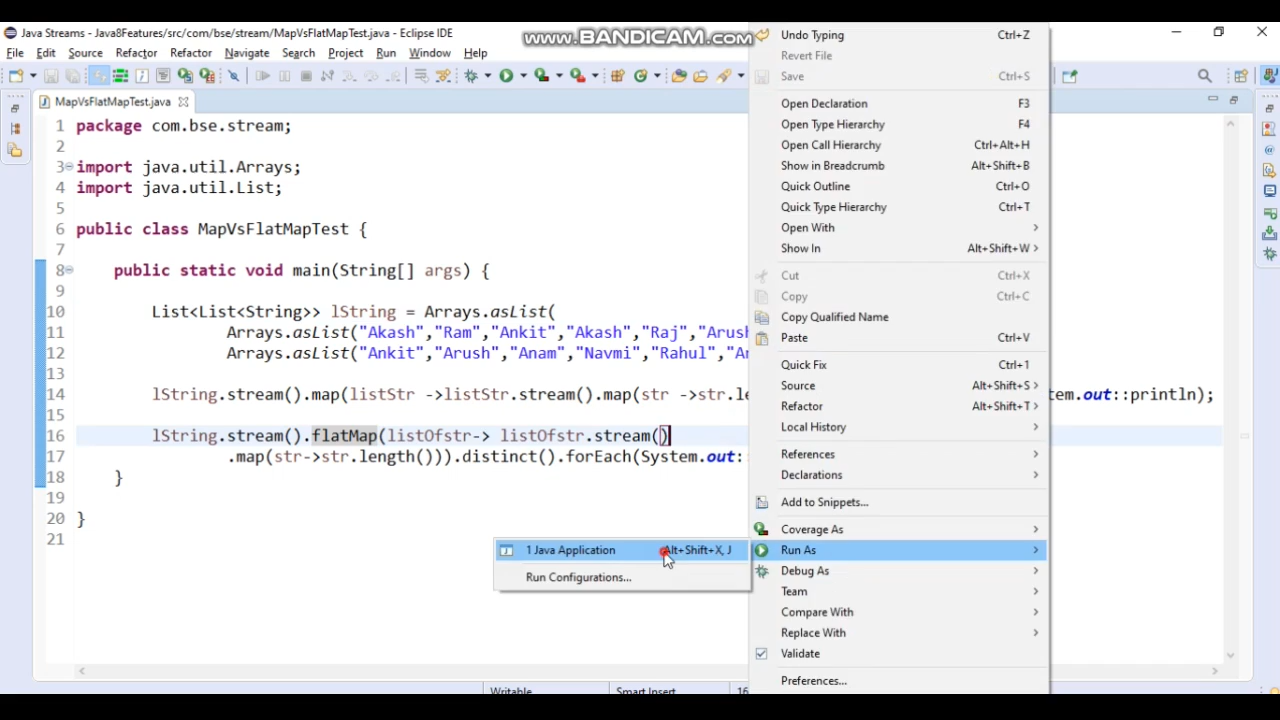 Java Streams - Java8Features/src/com/bse/stream/MapVsFlatMapTest.java - Eclipse IDE
www.BANDICAM.com
File Edit Source Refactor Refactor Navigate Search Project Run Window Help
MapVsFlatMapTest.java
1 package com.bse.stream;
2
3 import java.util.Arrays;
4 import java.util.List;
5
6 public class MapVsFlatMapTest {
7
8 public static void main(String[] args) {
9
10 List<List<String>> lString = Arrays.asList(
11 Arrays.asList("Akash","Ram","Ankit","Akash","Raj","Arush
12 Arrays.asList("Ankit","Arush","Anam","Navmi","Rahul","An
13
14 lString.stream().map(listStr ->listStr.stream().map(str ->str.le
em.out::println);
15
16 lString.stream().flatMap(listOfstr-> listOfstr.stream()
17 .map(str->str.length())).distinct().forEach(System.out:
18 }
19
20 }
21
Undo Typing Ctrl+Z
Revert File
Save Ctrl+S
Open Declaration F3
Open Type Hierarchy F4
Open Call Hierarchy Ctrl+Alt+H
Show in Breadcrumb Alt+Shift+B
Quick Outline Ctrl+O
Quick Type Hierarchy Ctrl+T
Open With
Show In Alt+Shift+W
Cut Ctrl+X
Copy Ctrl+C
Copy Qualified Name
Paste Ctrl+V
Quick Fix Ctrl+1
Source Alt+Shift+S
Refactor Alt+Shift+T
Local History
References
Declarations
Add to Snippets...
Coverage As
Run As
Debug As
Team
Compare With
Replace With
Validate
Preferences...
1 Java Application Alt+Shift+X, J
Run Configurations...
Writable Smart Insert 16